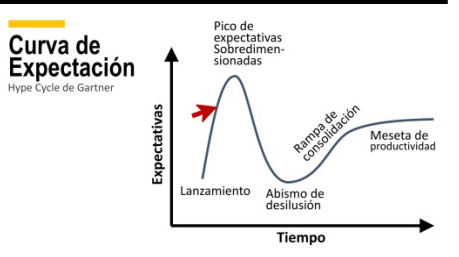 Curva de
Expectación
Hype Cycle de Gartner
Pico de
expectativas
Sobredimen-
sionadas
Expectativas
Lanzamiento
Abismo de
desilusión
Rampa de
consolidación
Meseta de
productividad
Tiempo